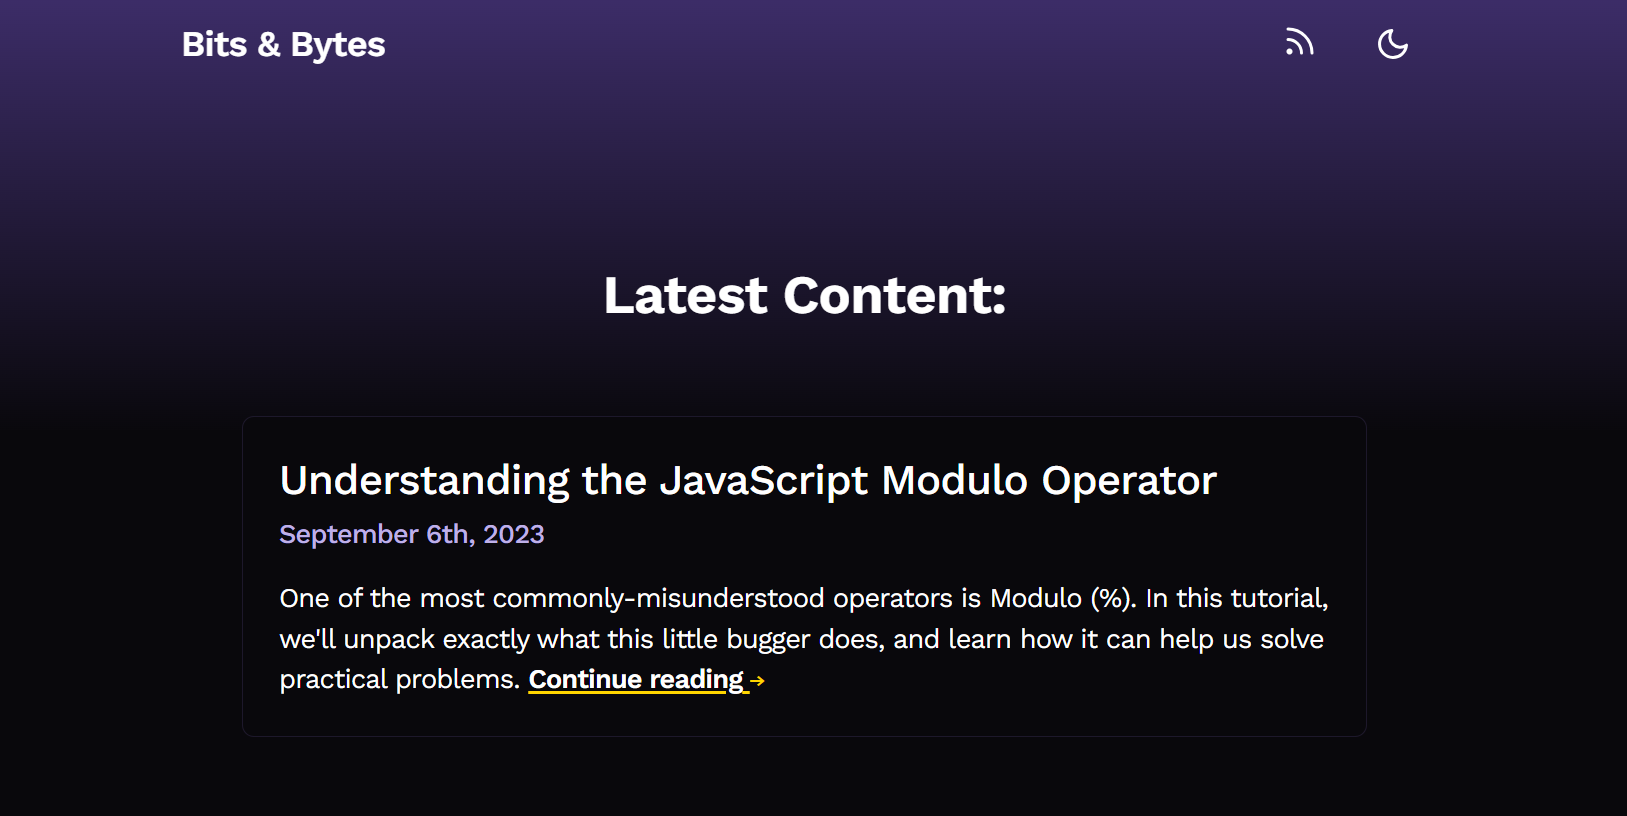 Bits & Bytes
Latest Content:
Understanding the JavaScript Modulo Operator
September 6th, 2023
One of the most commonly-misunderstood operators is Modulo (%). In this tutorial,
we'll unpack exactly what this little bugger does, and learn how it can help us solve
practical problems. Continue reading →